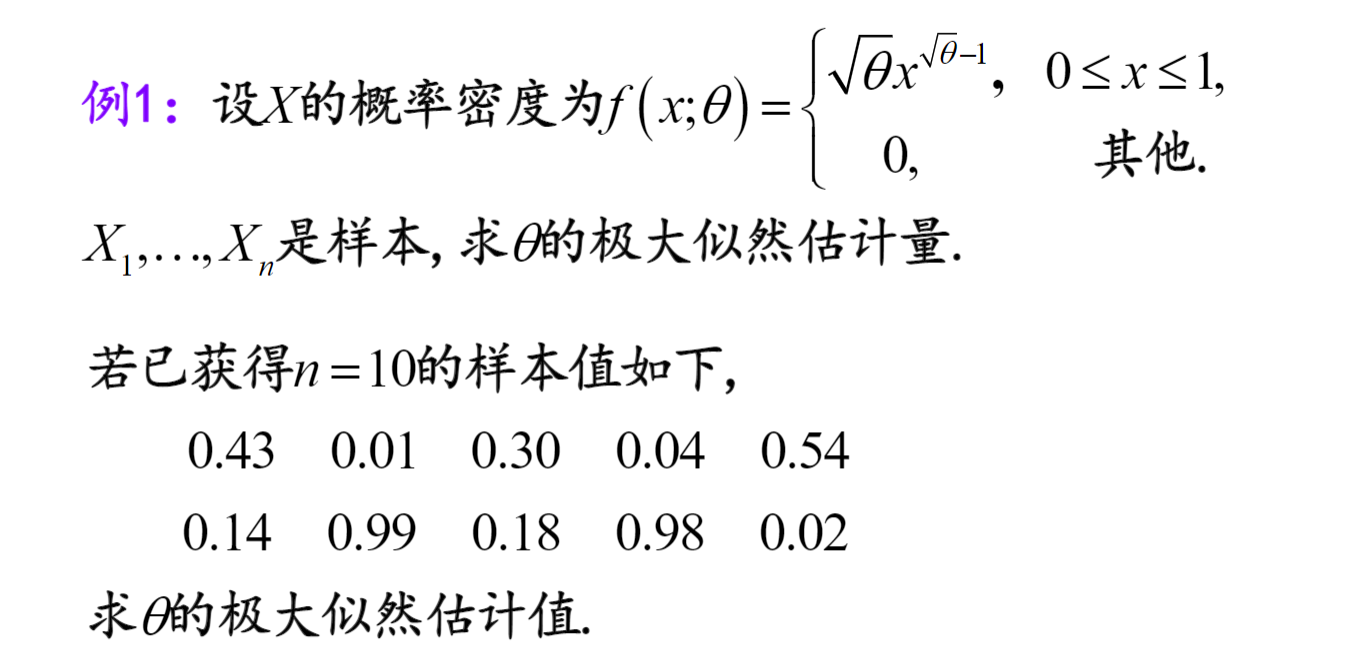 例1：设X的概率密度为f(x;θ)={√θx^{√θ-1}， 0≤x≤1,
0, 其他.
X₁,…,Xₙ是样本, 求θ的极大似然估计量.
若已获得n=10的样本值如下,
0.43 0.01 0.30 0.04 0.54
0.14 0.99 0.18 0.98 0.02
求θ的极大似然估计值.